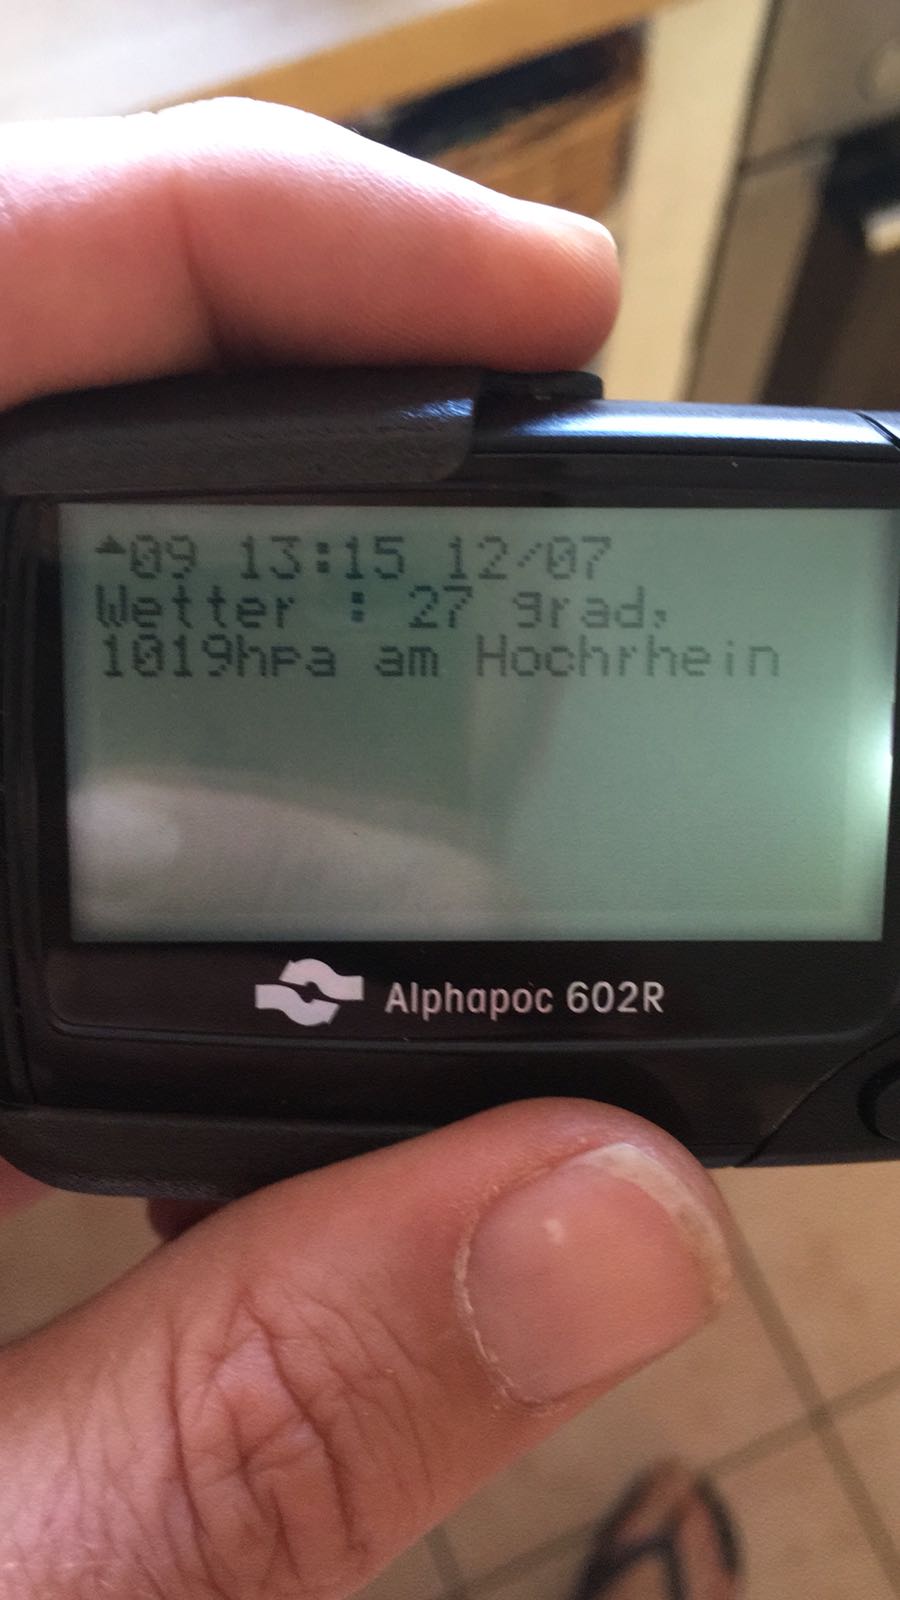 09 13:15 12/07
Wetter : 27 grad,
1019hpa am Hochrhein
Alphapoc 602R